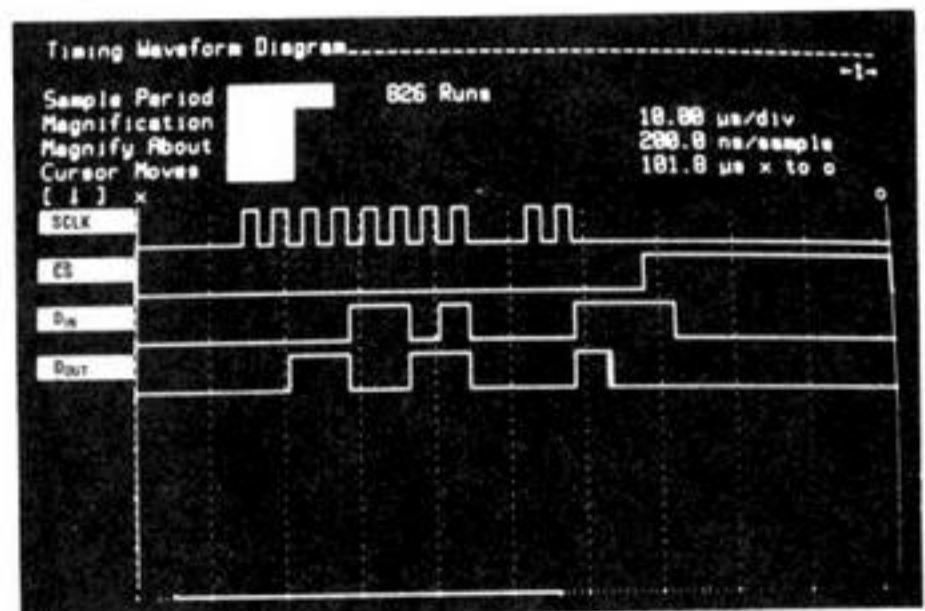 Timing Waveform Diagram
-1-
Sample Period 826 Runs
Magnification 10.00 µs/div
Magnify About 200.0 ns/sample
Cursor Moves 101.8 µs x to o
[ ↓ ] x o
SCLK
C̅S̅
DIN
DOUT